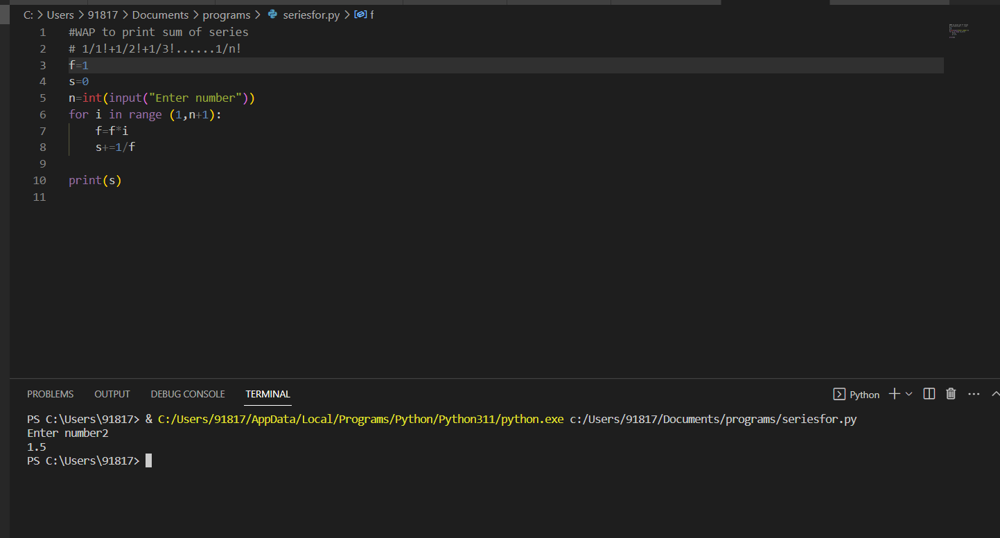 C: > Users > 91817 > Documents > programs > seriesfor.py > f
1 #WAP to print sum of series
2 # 1/1!+1/2!+1/3!......1/n!
3 f=1
4 s=0
5 n=int(input("Enter number"))
6 for i in range (1,n+1):
7     f=f*i
8     s+=1/f
9
10 print(s)
11
PROBLEMS OUTPUT DEBUG CONSOLE TERMINAL Python
PS C:\Users\91817> & C:/Users/91817/AppData/Local/Programs/Python/Python311/python.exe c:/Users/91817/Documents/programs/seriesfor.py
Enter number2
1.5
PS C:\Users\91817>